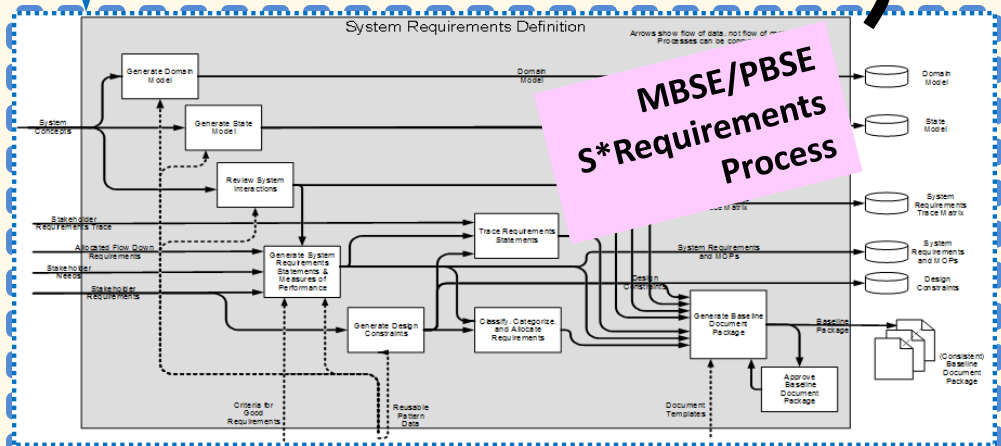 System Requirements Definition
Arrows show flow of data, not flow of
Processes can be
MBSE/PBSE
S*Requirements
Process
Generate Domain
Model
Domain
Model
Domain
Model
System
Concepts
Generate State
Model
State
Model
Review System
Interactions
Trace Matrix
System
Requirements
Trace Matrix
Stakeholder
Requirements Trace
Trace Requirements
Statements
Allocated Flow Down
Requirements
Generate System
Requirements
Statements &
Measures of
Performance
System Requirements
and MOPs
System
Requirements
and MOPs
Stakeholder
Needs
Design
Constraints
Design
Constraints
Stakeholder
Requirements
Generate Design
Constraints
Classify, Categorize,
and Allocate
Requirements
Generate Baseline
Document
Package
Baseline
Package
(Consistent)
Baseline
Document
Package
Approve
Baseline
Document
Package
Criteria for
Good
Requirements
Reusable
Pattern
Data
Document
Templates